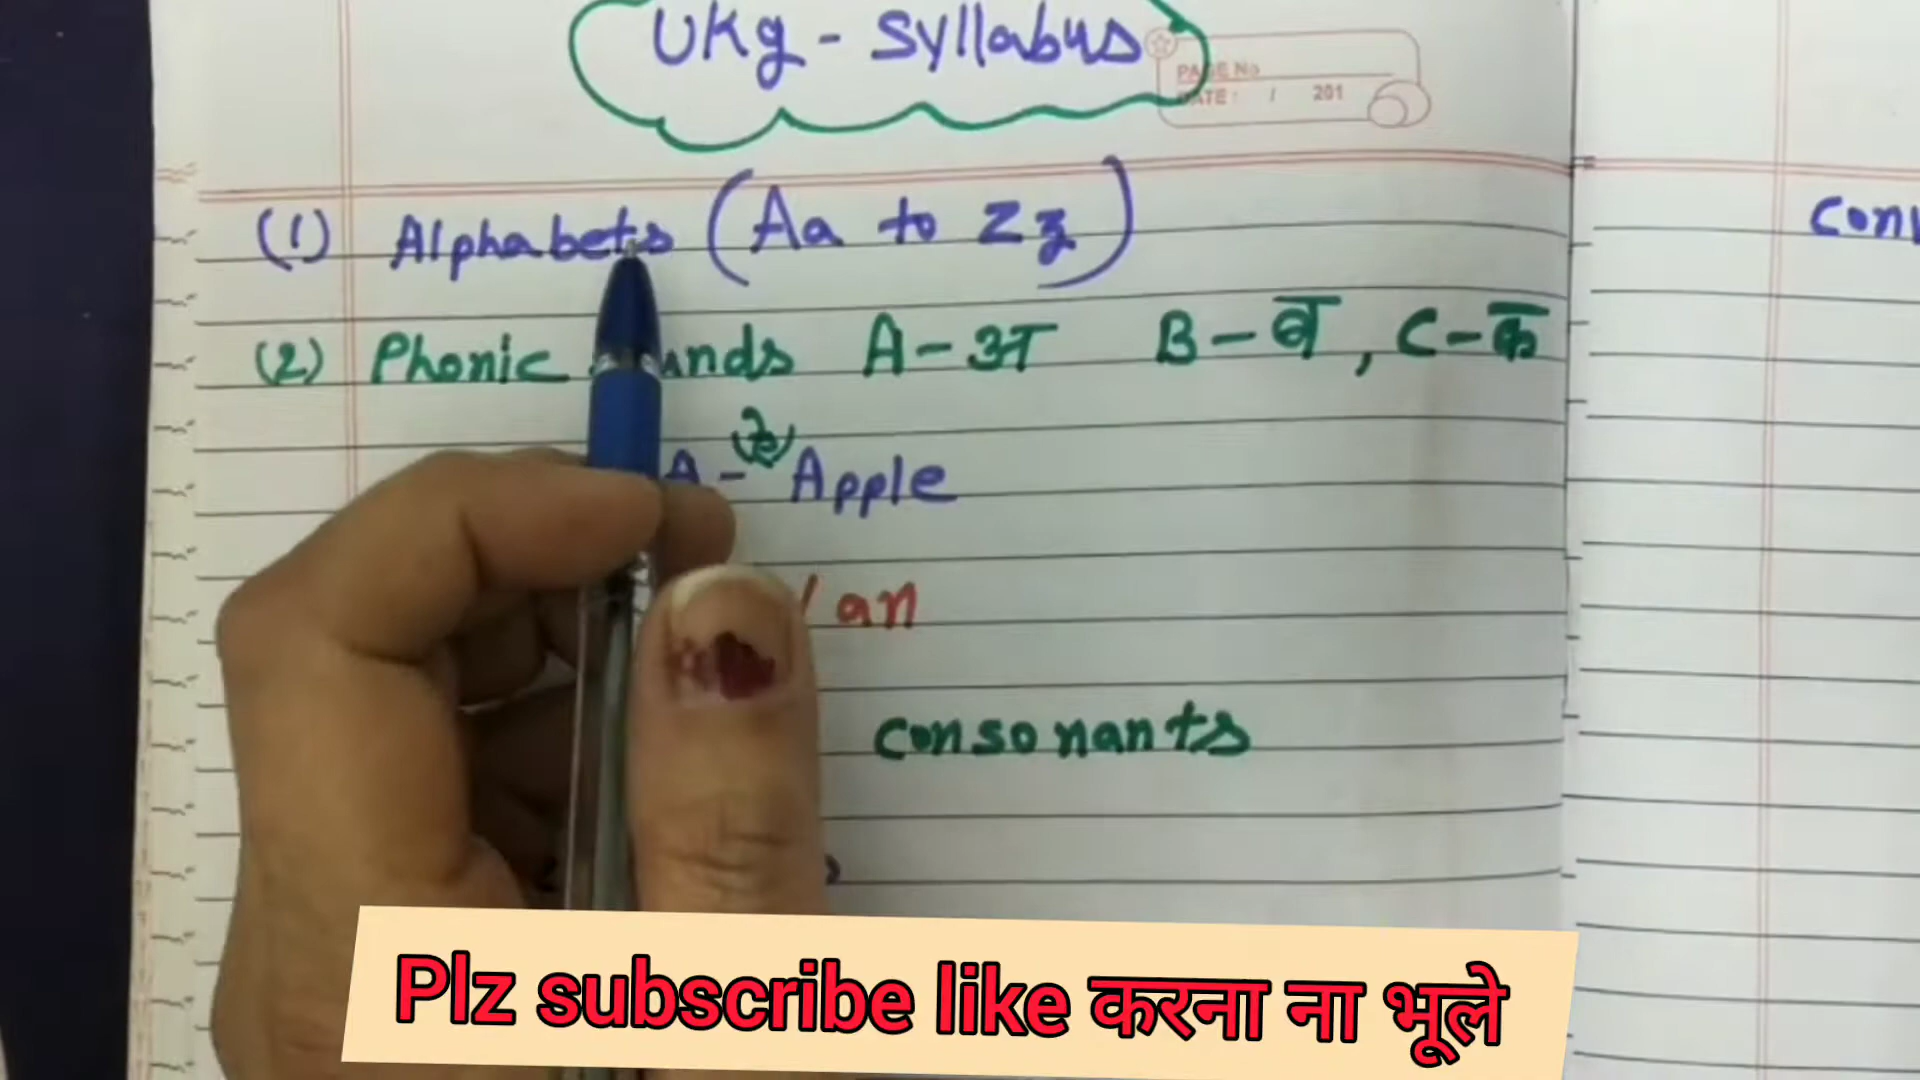 UKg - Syllabus
PAGE No
DATE : / 201
(1) Alphabets (Aa to Zz)
(2) Phonic A-अ B-ब , C-क
A- Apple
/ an
consonants
Plz subscribe like करना ना भूले